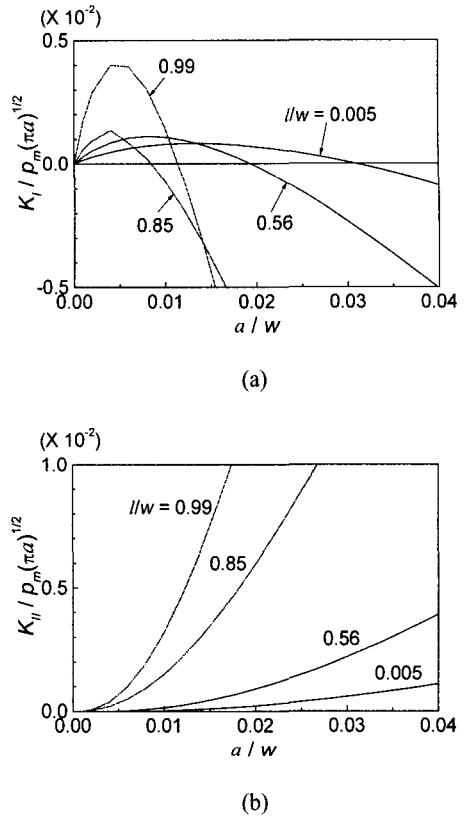 (X 10⁻²)
0.5
0.99
l/w = 0.005
0.0
0.85
0.56
-0.5
K_I / p_m(πa)^1/2
0.00 0.01 0.02 0.03 0.04
a / w
(a)
(X 10⁻²)
1.0
l/w = 0.99
0.85
0.5
0.56
0.005
0.0
K_II / p_m(πa)^1/2
0.00 0.01 0.02 0.03 0.04
a / w
(b)